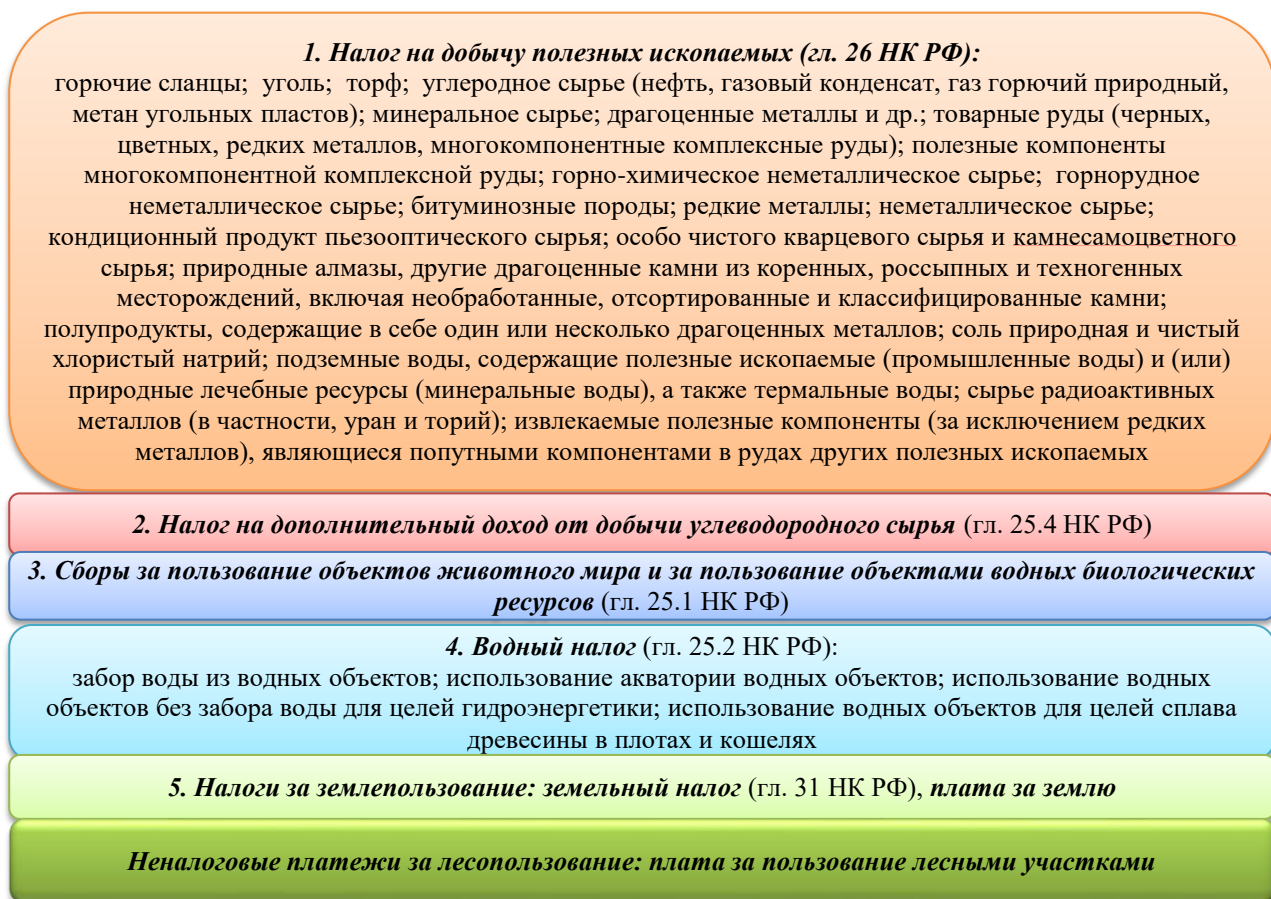 1. Налог на добычу полезных ископаемых (гл. 26 НК РФ):
горючие сланцы; уголь; торф; углеродное сырье (нефть, газовый конденсат, газ горючий природный,
метан угольных пластов); минеральное сырье; драгоценные металлы и др.; товарные руды (черных,
цветных, редких металлов, многокомпонентные комплексные руды); полезные компоненты
многокомпонентной комплексной руды; горно-химическое неметаллическое сырье; горнорудное
неметаллическое сырье; битуминозные породы; редкие металлы; неметаллическое сырье;
кондиционный продукт пьезооптического сырья; особо чистого кварцевого сырья и камнесамоцветного
сырья; природные алмазы, другие драгоценные камни из коренных, россыпных и техногенных
месторождений, включая необработанные, отсортированные и классифицированные камни;
полупродукты, содержащие в себе один или несколько драгоценных металлов; соль природная и чистый
хлористый натрий; подземные воды, содержащие полезные ископаемые (промышленные воды) и (или)
природные лечебные ресурсы (минеральные воды), а также термальные воды; сырье радиоактивных
металлов (в частности, уран и торий); извлекаемые полезные компоненты (за исключением редких
металлов), являющиеся попутными компонентами в рудах других полезных ископаемых
2. Налог на дополнительный доход от добычи углеводородного сырья (гл. 25.4 НК РФ)
3. Сборы за пользование объектов животного мира и за пользование объектами водных биологических
ресурсов (гл. 25.1 НК РФ)
4. Водный налог (гл. 25.2 НК РФ):
забор воды из водных объектов; использование акватории водных объектов; использование водных
объектов без забора воды для целей гидроэнергетики; использование водных объектов для целей сплава
древесины в плотах и кошелях
5. Налоги за землепользование: земельный налог (гл. 31 НК РФ), плата за землю
Неналоговые платежи за лесопользование: плата за пользование лесными участками